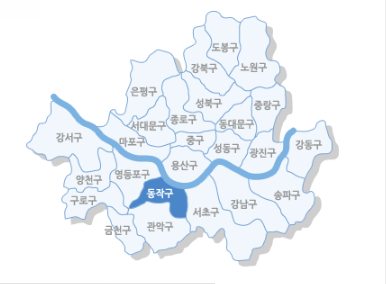 도봉구
강북구
노원구
은평구
성북구
중랑구
종로구
서대문구
동대문구
강서구
마포구
중구
성동구
광진구
강동구
용산구
양천구
영등포구
동작구
송파구
구로구
서초구
강남구
금천구
관악구